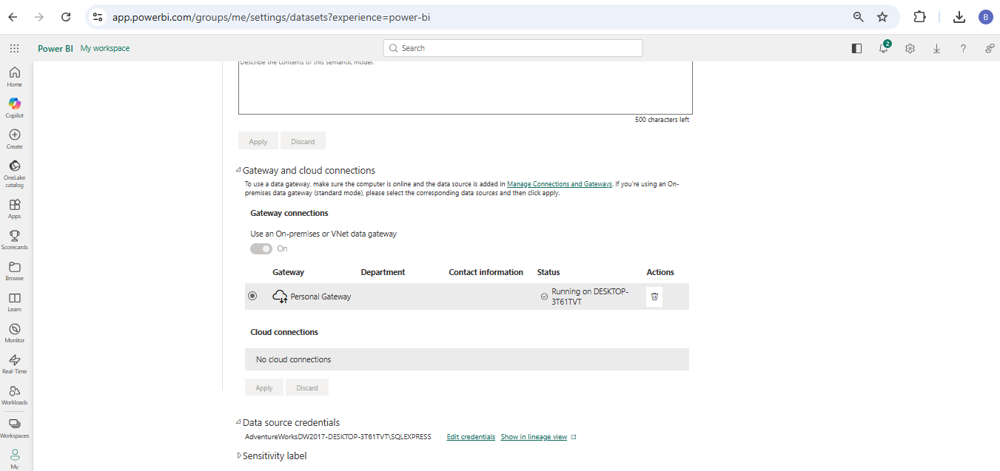 app.powerbi.com/groups/me/settings/datasets?experience=power-bi
B
Power BI My workspace
Search
2
Home
Copilot
Create
OneLake
catalog
Apps
Scorecards
Browse
Learn
Monitor
Real-Time
Workloads
Workspaces
My
Describe the contents of this semantic model.
500 characters left
Apply Discard
Gateway and cloud connections
To use a data gateway, make sure the computer is online and the data source is added in Manage Connections and Gateways. If you're using an On-
premises data gateway (standard mode), please select the corresponding data sources and then click apply.
Gateway connections
Use an On-premises or VNet data gateway
On
Gateway Department Contact information Status Actions
Personal Gateway Running on DESKTOP-
3T61TVT
Cloud connections
No cloud connections
Apply Discard
Data source credentials
AdventureWorksDW2017-DESKTOP-3T61TVT\SQLEXPRESS Edit credentials Show in lineage view
Sensitivity label